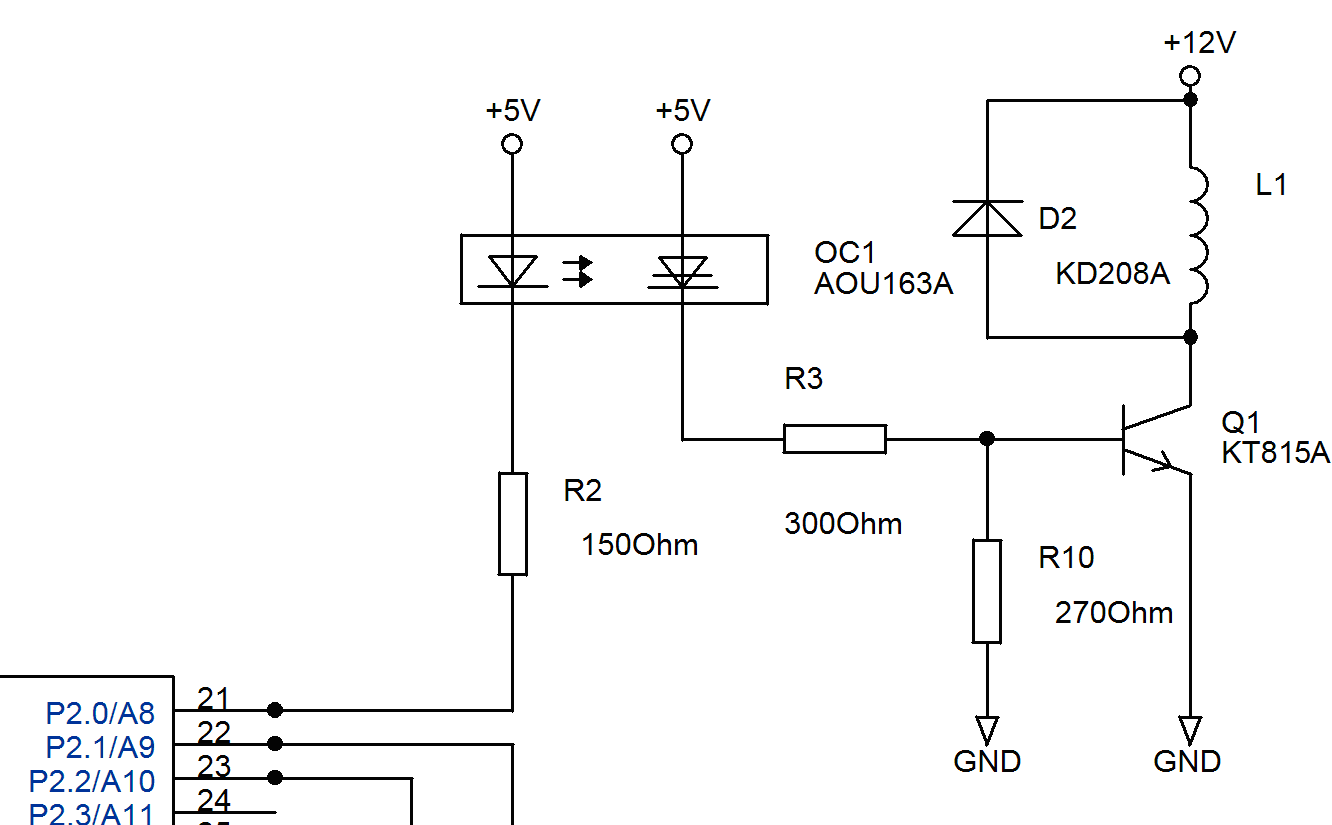 +12V
+5V
+5V
L1
D2
OC1
KD208A
AOU163A
R3
Q1
KT815A
R2
300Ohm
150Ohm
R10
270Ohm
21
P2.0/A8
22
P2.1/A9
23
P2.2/A10
GND
GND
24
P2.3/A11